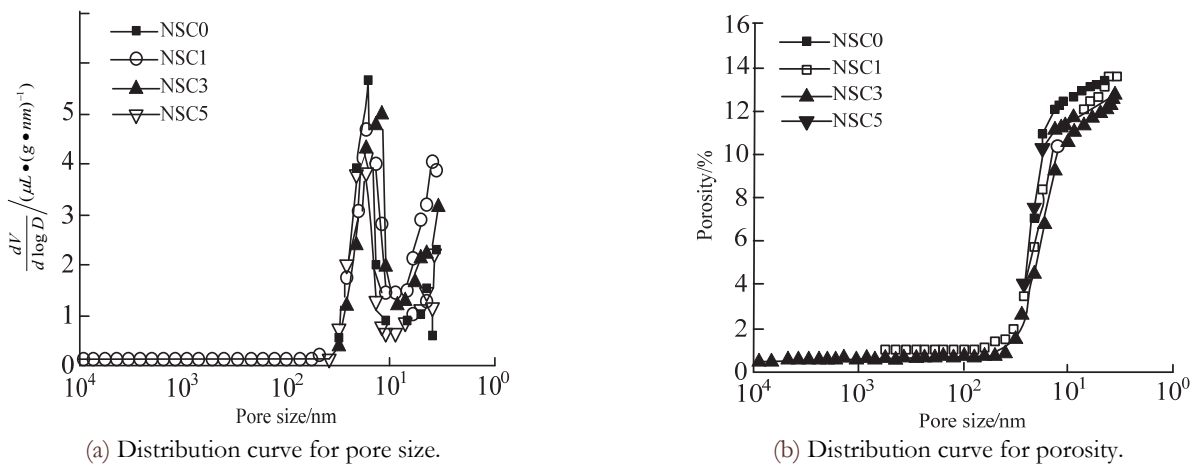 NSC0
NSC1
NSC3
NSC5
5
4
3
2
1
0
dV
d log D
/(μL•(g•nm)⁻¹)
10⁴
10³
10²
10¹
10⁰
Pore size/nm
(a) Distribution curve for pore size.
NSC0
NSC1
NSC3
NSC5
16
14
12
10
8
6
4
2
0
Porosity/%
10⁴
10³
10²
10¹
10⁰
Pore size/nm
(b) Distribution curve for porosity.